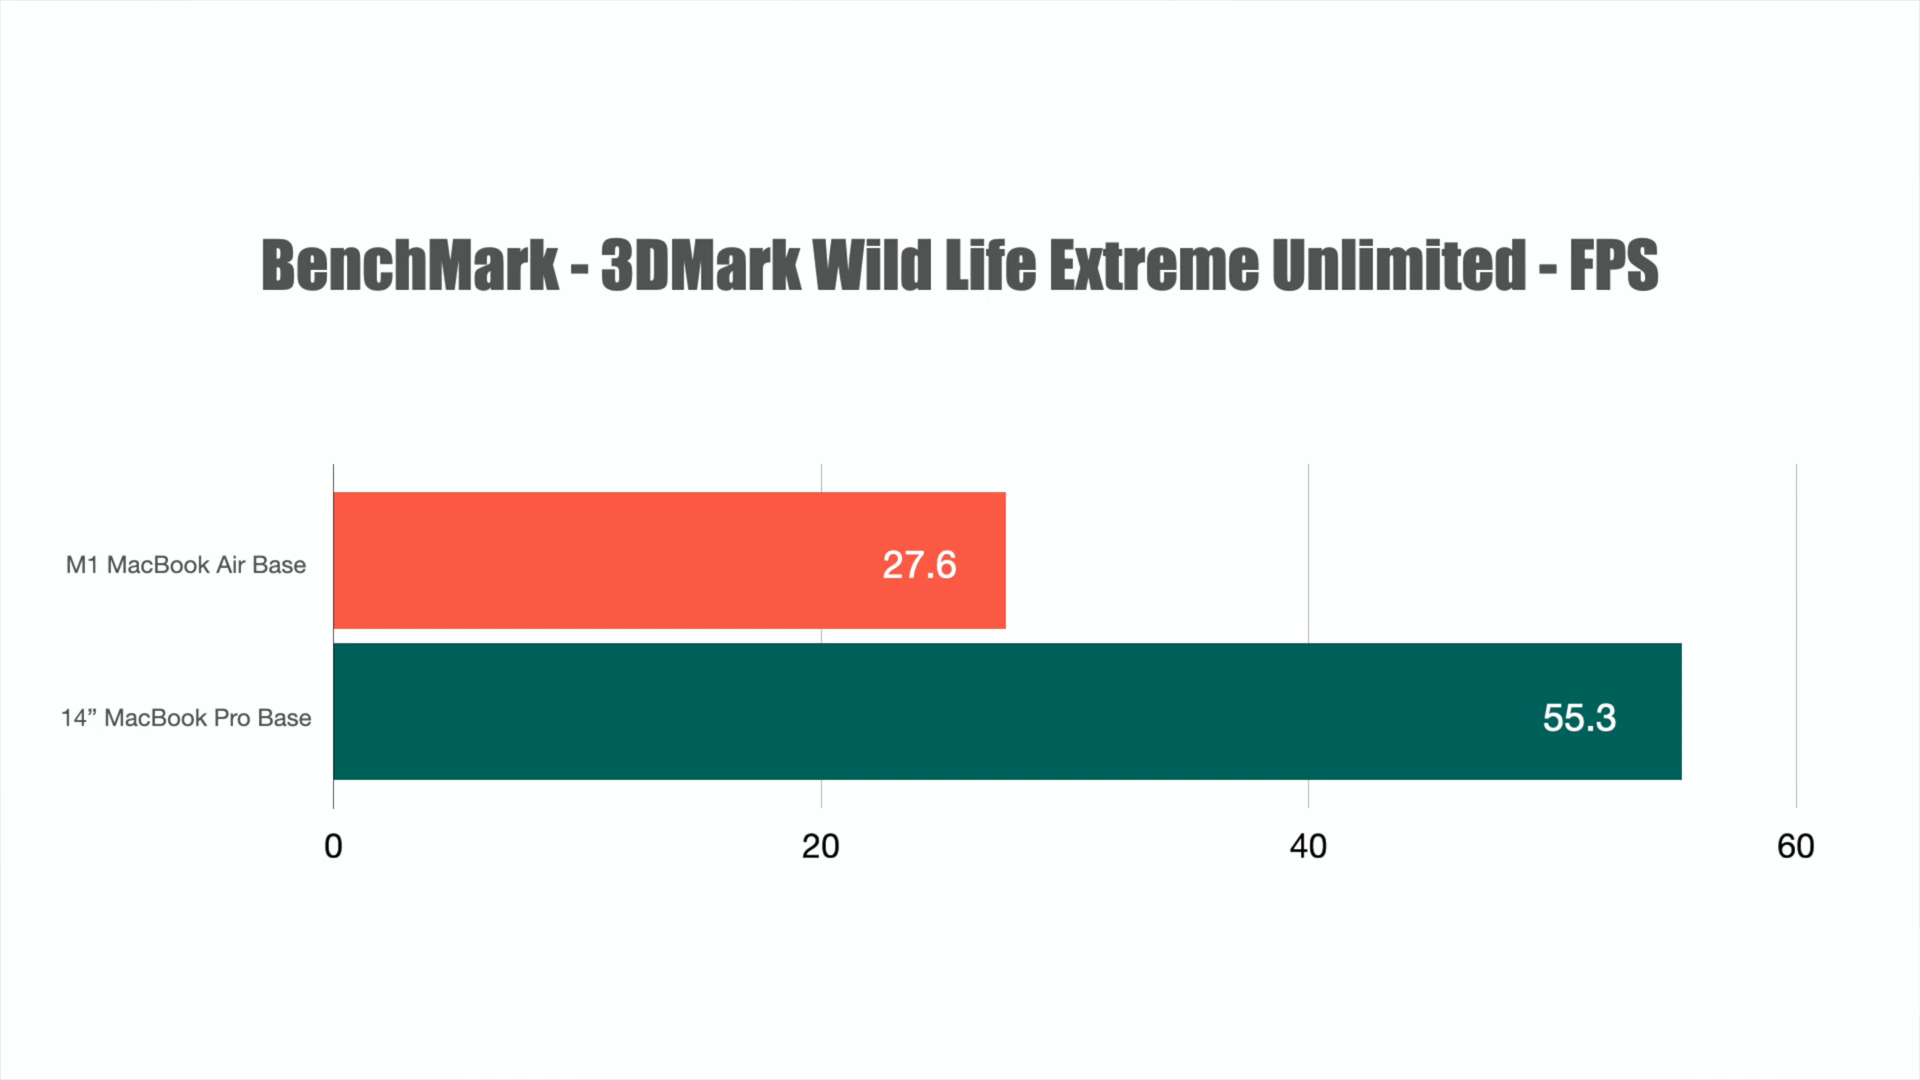 BenchMark - 3DMark Wild Life Extreme Unlimited - FPS
M1 MacBook Air Base
27.6
14” MacBook Pro Base
55.3
0 20 40 60